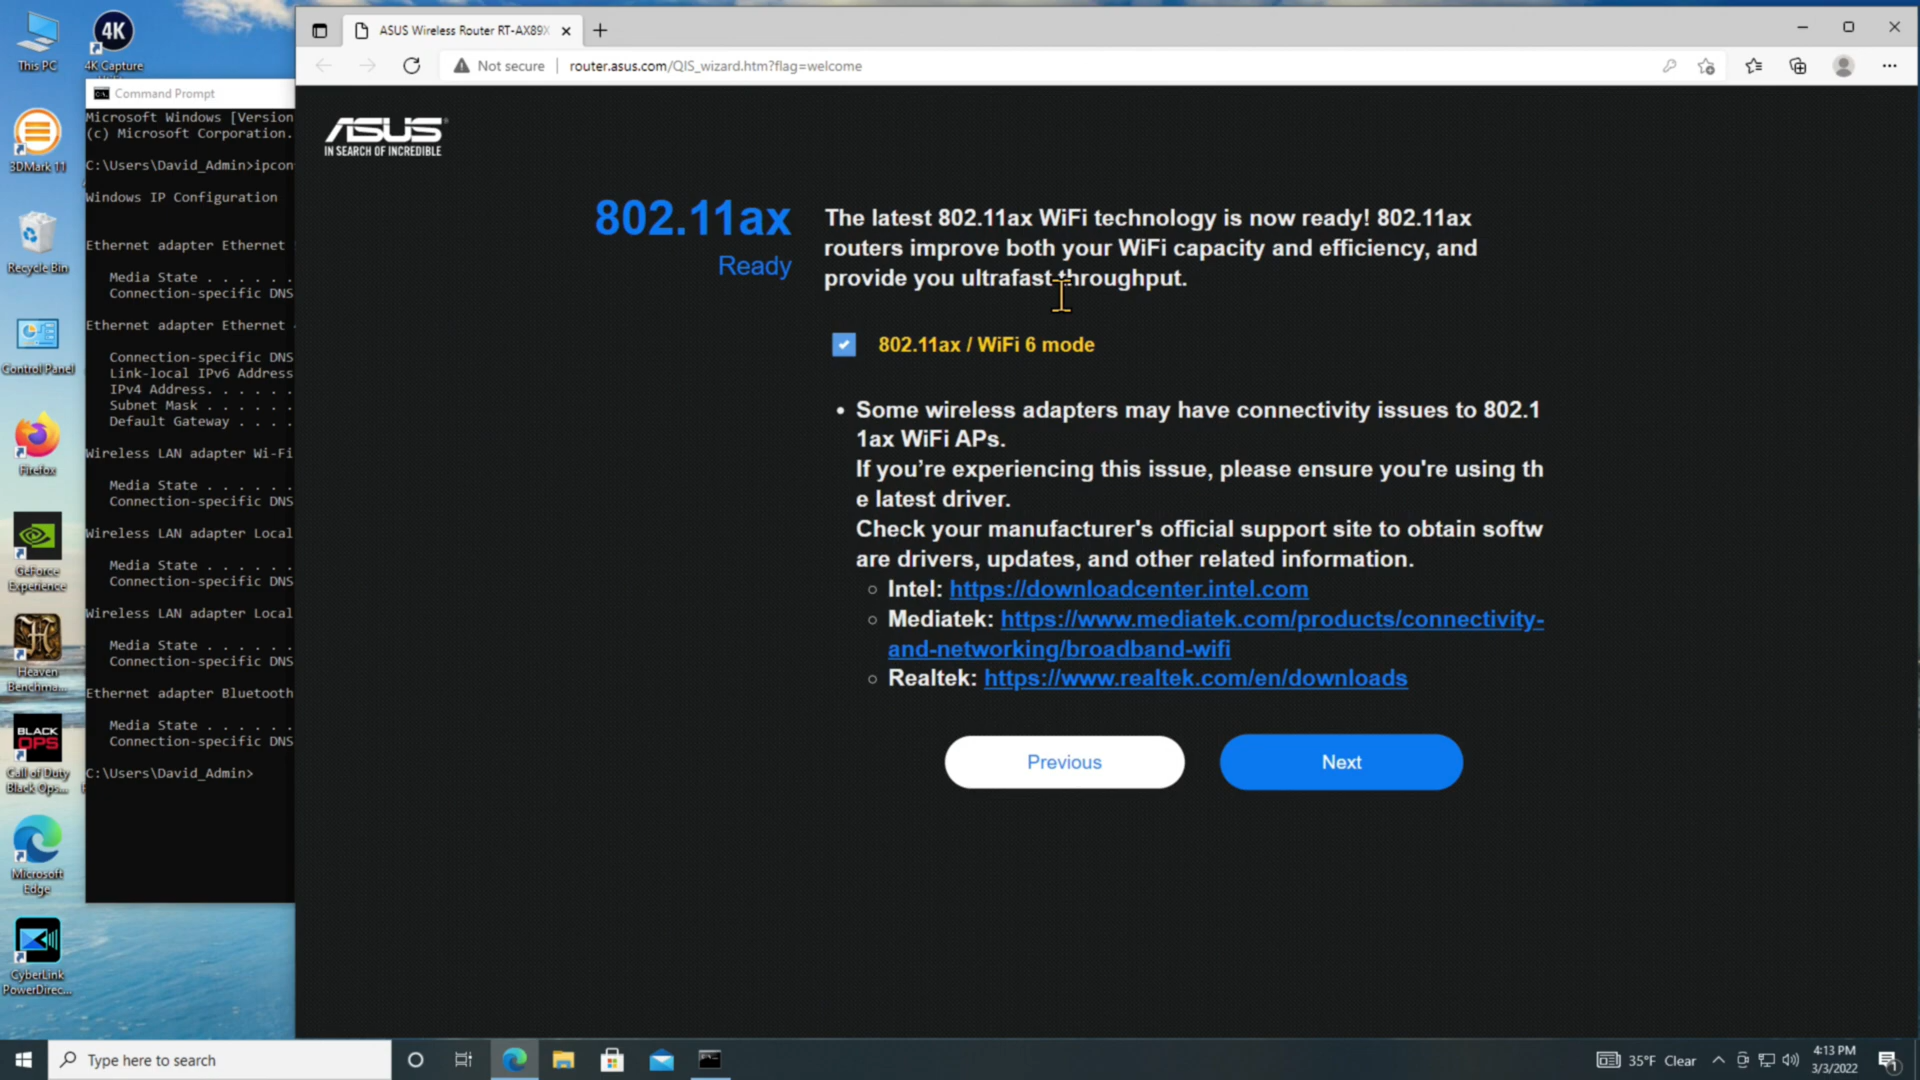 This PC
4K
4K Capture
3DMark 11
Recycle Bin
Control Panel
Firefox
GeForce
Experience
Heaven
Benchma...
BLACK
OPS
Call of Duty
Black Ops...
Microsoft
Edge
CyberLink
PowerDirec...
Command Prompt
Microsoft Windows [Version
(c) Microsoft Corporation.
C:\Users\David_Admin>ipcon
Windows IP Configuration
Ethernet adapter Ethernet
Media State . . . . . .
Connection-specific DNS
Ethernet adapter Ethernet
Connection-specific DNS
Link-local IPv6 Address
IPv4 Address. . . . . .
Subnet Mask . . . . . .
Default Gateway . . . .
Wireless LAN adapter Wi-Fi
Media State . . . . . .
Connection-specific DNS
Wireless LAN adapter Local
Media State . . . . . .
Connection-specific DNS
Wireless LAN adapter Local
Media State . . . . . .
Connection-specific DNS
Ethernet adapter Bluetooth
Media State . . . . . .
Connection-specific DNS
C:\Users\David_Admin>
ASUS Wireless Router RT-AX89X
Not secure
router.asus.com/QIS_wizard.htm?flag=welcome
ASUS
IN SEARCH OF INCREDIBLE
802.11ax
Ready
The latest 802.11ax WiFi technology is now ready! 802.11ax
routers improve both your WiFi capacity and efficiency, and
provide you ultrafast throughput.
802.11ax / WiFi 6 mode
• Some wireless adapters may have connectivity issues to 802.1
1ax WiFi APs.
If you’re experiencing this issue, please ensure you're using th
e latest driver.
Check your manufacturer's official support site to obtain softw
are drivers, updates, and other related information.
Intel: https://downloadcenter.intel.com
Mediatek: https://www.mediatek.com/products/connectivity-
and-networking/broadband-wifi
Realtek: https://www.realtek.com/en/downloads
Previous
Next
Type here to search
35°F Clear
4:13 PM
3/3/2022
1